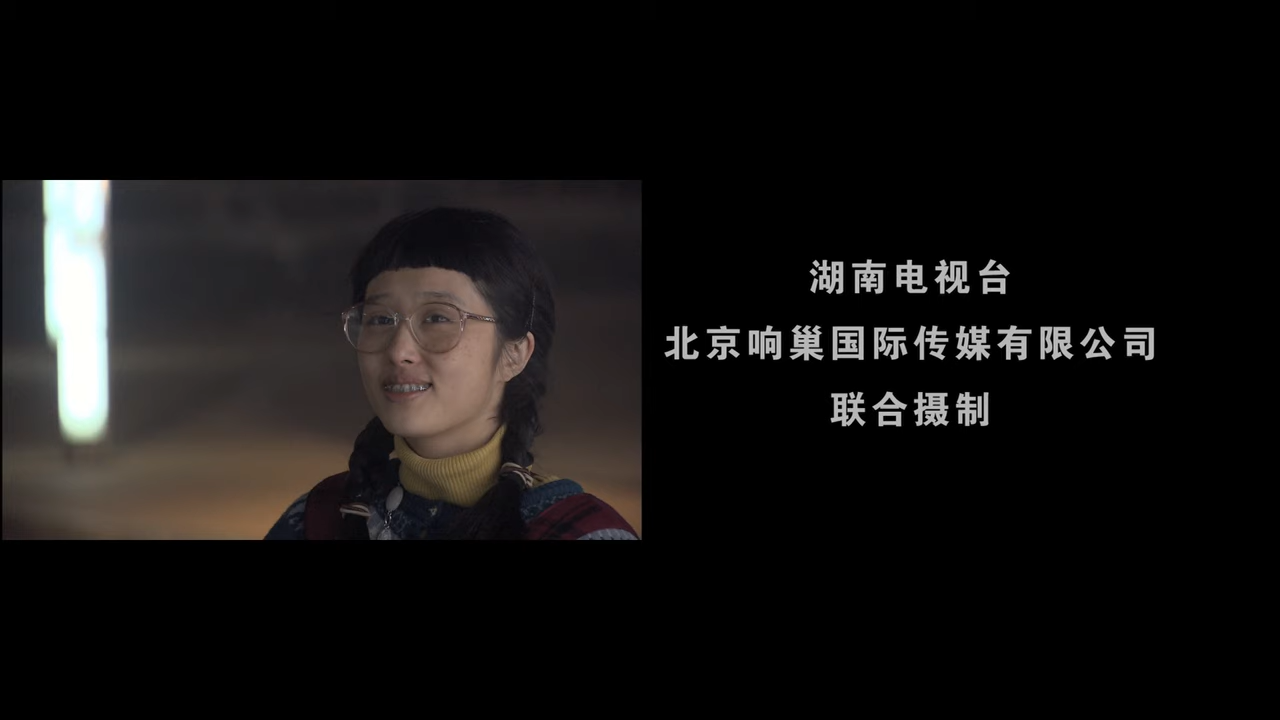 湖南电视台
北京响巢国际传媒有限公司
联合摄制